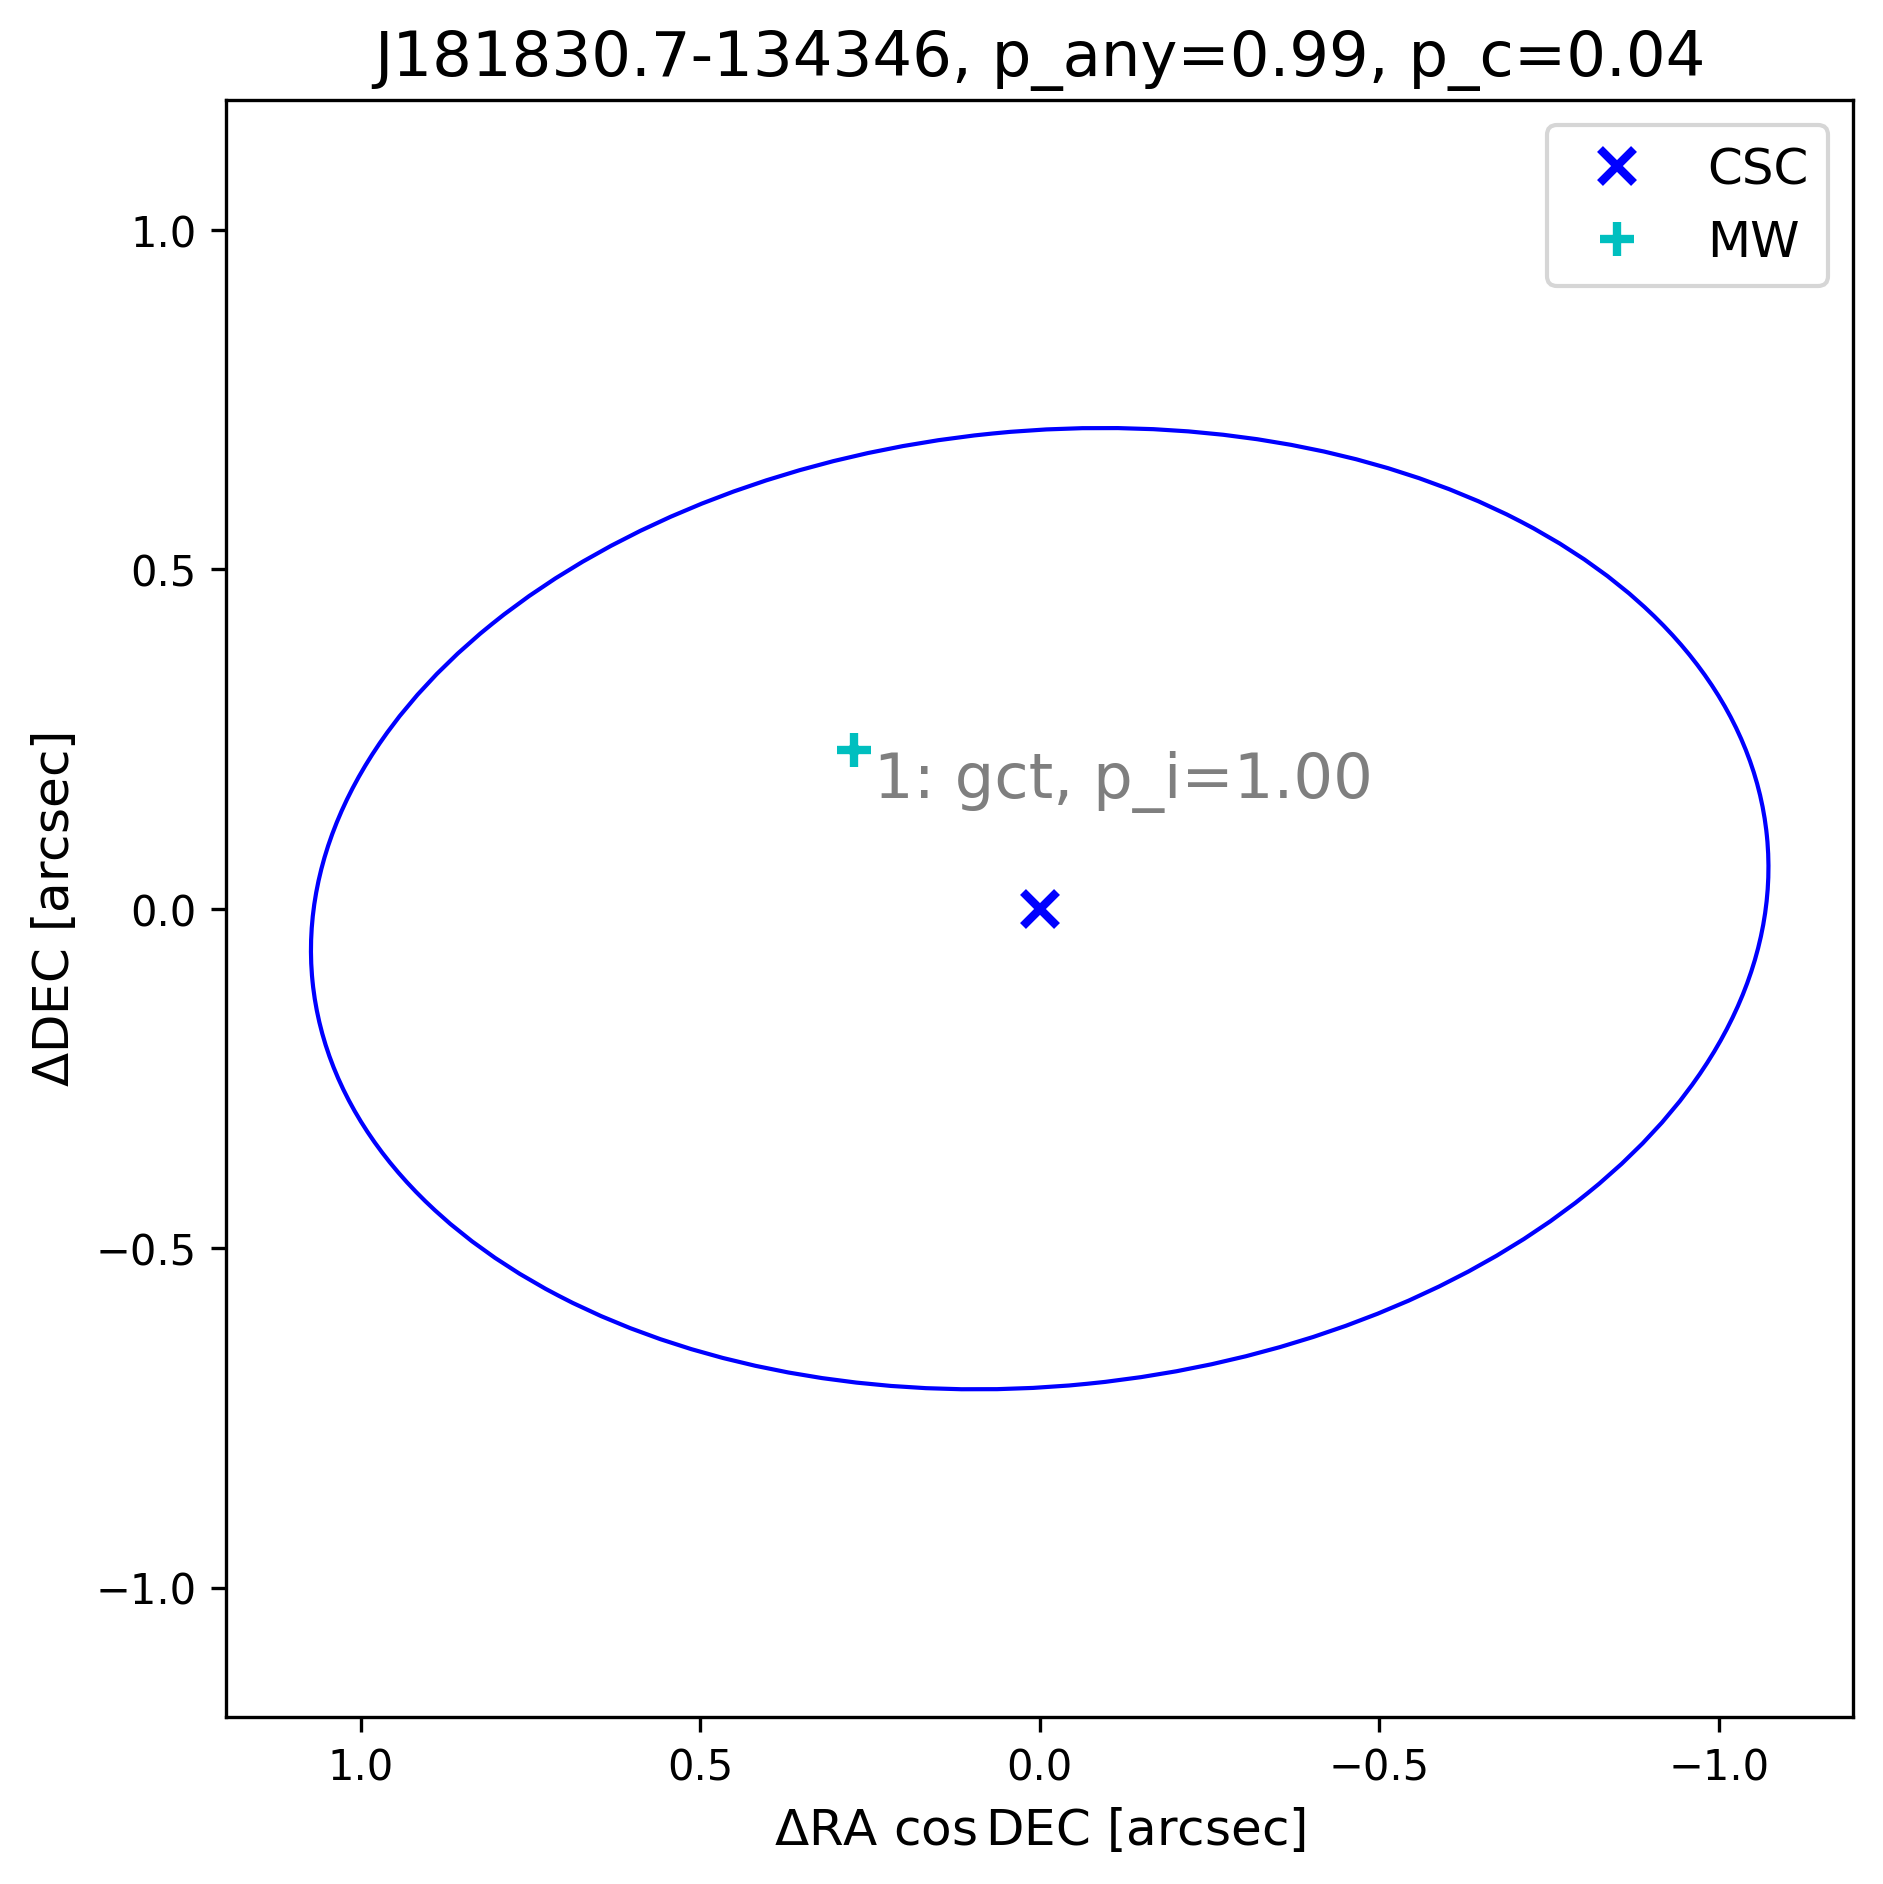 J181830.7-134346, p_any=0.99, p_c=0.04
CSC
MW
1.0
0.5
0.0
−0.5
−1.0
ΔDEC [arcsec]
1: gct, p_i=1.00
1.0 0.5 0.0 −0.5 −1.0
ΔRA cos DEC [arcsec]